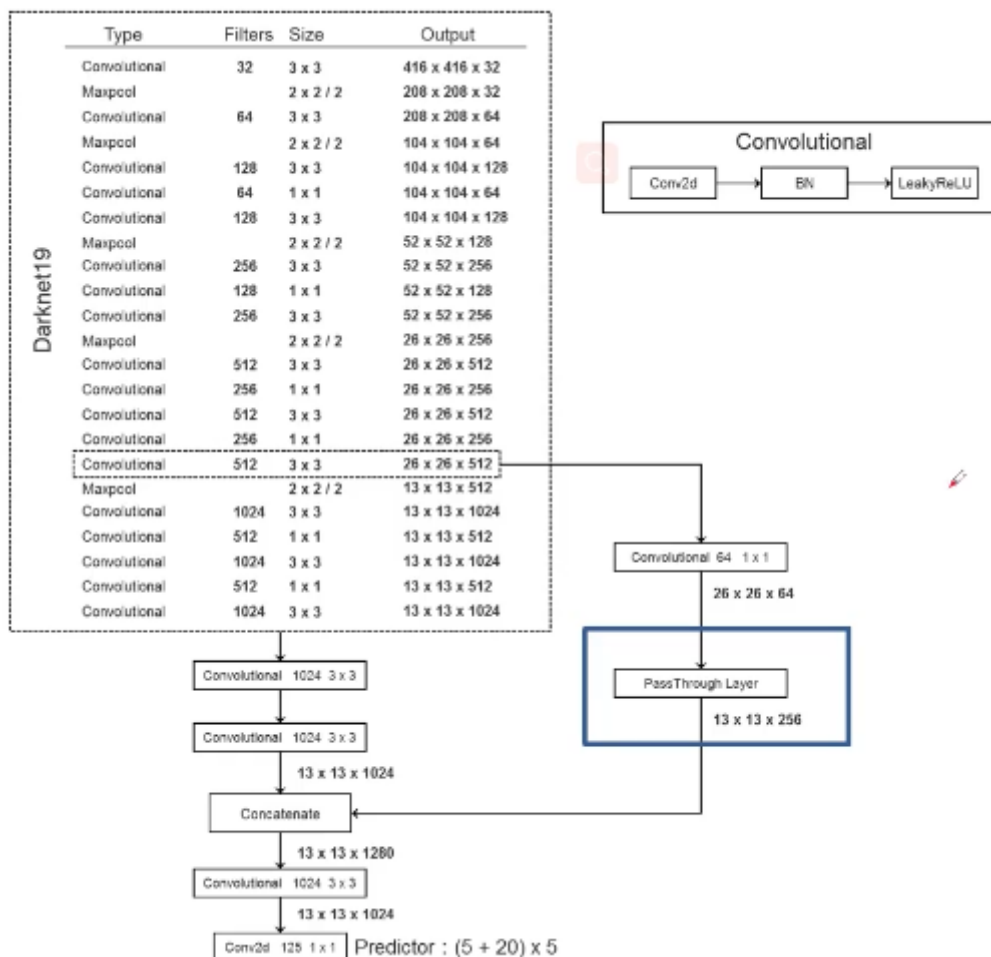 Type Filters Size Output
Convolutional 32 3 x 3 416 x 416 x 32
Maxpool 2 x 2 / 2 208 x 208 x 32
Convolutional 64 3 x 3 208 x 208 x 64
Maxpool 2 x 2 / 2 104 x 104 x 64
Convolutional 128 3 x 3 104 x 104 x 128
Convolutional 64 1 x 1 104 x 104 x 64
Convolutional 128 3 x 3 104 x 104 x 128
Maxpool 2 x 2 / 2 52 x 52 x 128
Convolutional 256 3 x 3 52 x 52 x 256
Convolutional 128 1 x 1 52 x 52 x 128
Convolutional 256 3 x 3 52 x 52 x 256
Maxpool 2 x 2 / 2 26 x 26 x 256
Convolutional 512 3 x 3 26 x 26 x 512
Convolutional 256 1 x 1 26 x 26 x 256
Convolutional 512 3 x 3 26 x 26 x 512
Convolutional 256 1 x 1 26 x 26 x 256
Convolutional 512 3 x 3 26 x 26 x 512
Maxpool 2 x 2 / 2 13 x 13 x 512
Convolutional 1024 3 x 3 13 x 13 x 1024
Convolutional 512 1 x 1 13 x 13 x 512
Convolutional 1024 3 x 3 13 x 13 x 1024
Convolutional 512 1 x 1 13 x 13 x 512
Convolutional 1024 3 x 3 13 x 13 x 1024
Darknet19
Convolutional
Conv2d BN LeakyReLU
Convolutional 64 1 x 1
26 x 26 x 64
PassThrough Layer
13 x 13 x 256
Convolutional 1024 3 x 3
Convolutional 1024 3 x 3
13 x 13 x 1024
Concatenate
13 x 13 x 1280
Convolutional 1024 3 x 3
13 x 13 x 1024
Conv2d 125 1 x 1 Predictor : (5 + 20) x 5